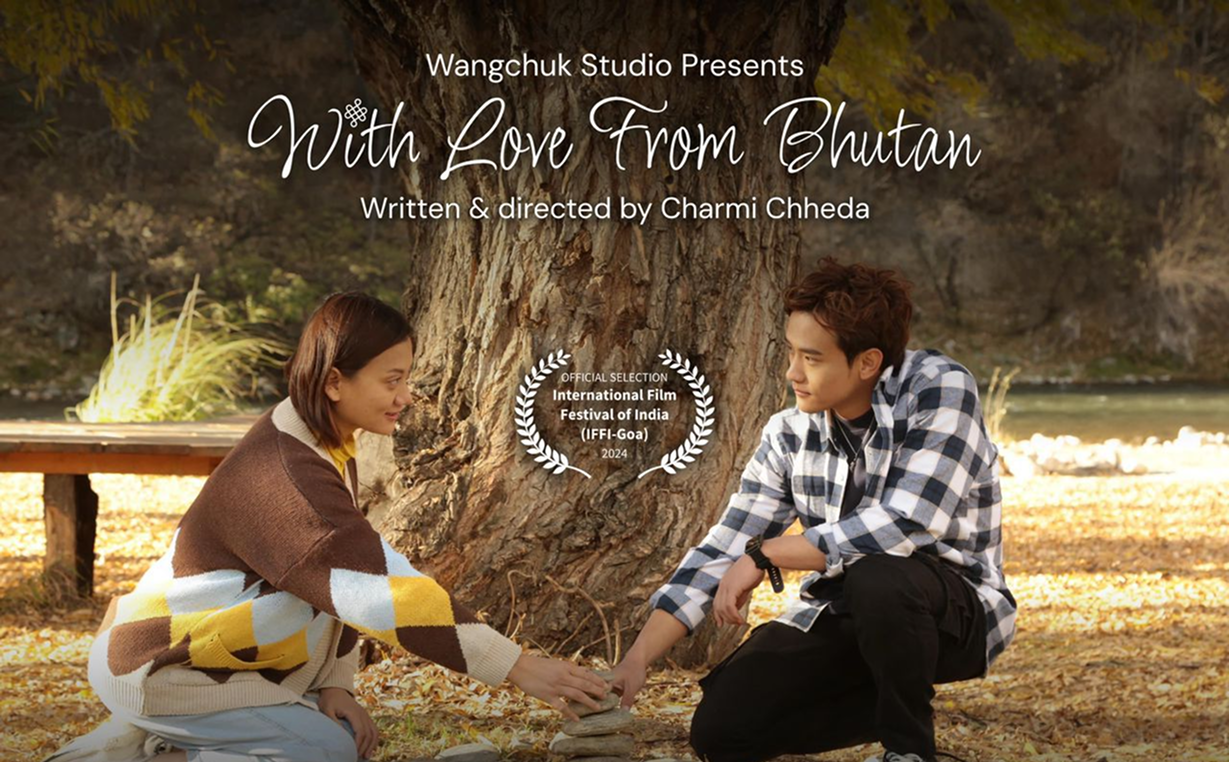 Wangchuk Studio Presents
With Love From Bhutan
Written & directed by Charmi Chheda
OFFICIAL SELECTION
International Film
Festival of India
(IFFI-Goa)
2024